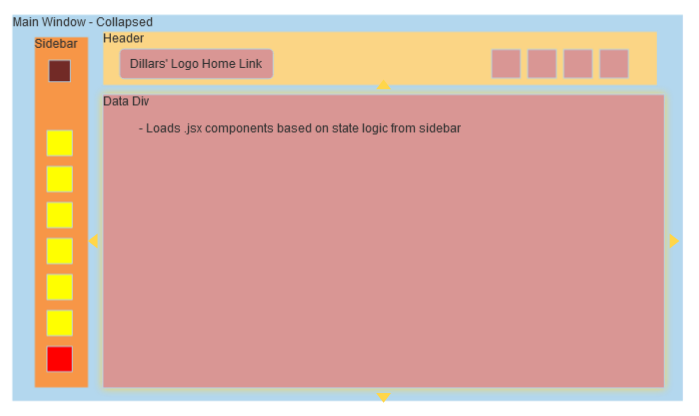 Main Window - Collapsed
Sidebar
Header
Dillars' Logo Home Link
Data Div
- Loads .jsx components based on state logic from sidebar